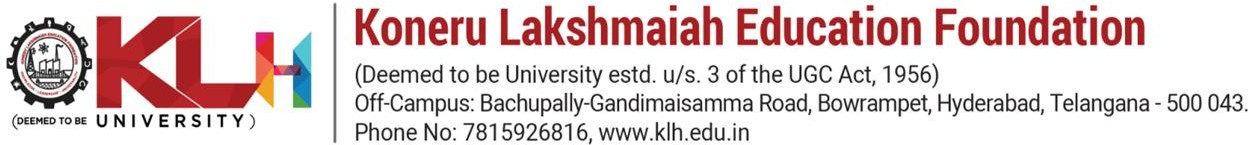 KLH
(DEEMED TO BE UNIVERSITY)
Koneru Lakshmaiah Education Foundation
(Deemed to be University estd. u/s. 3 of the UGC Act, 1956)
Off-Campus: Bachupally-Gandimaisamma Road, Bowrampet, Hyderabad, Telangana - 500 043.
Phone No: 7815926816, www.klh.edu.in